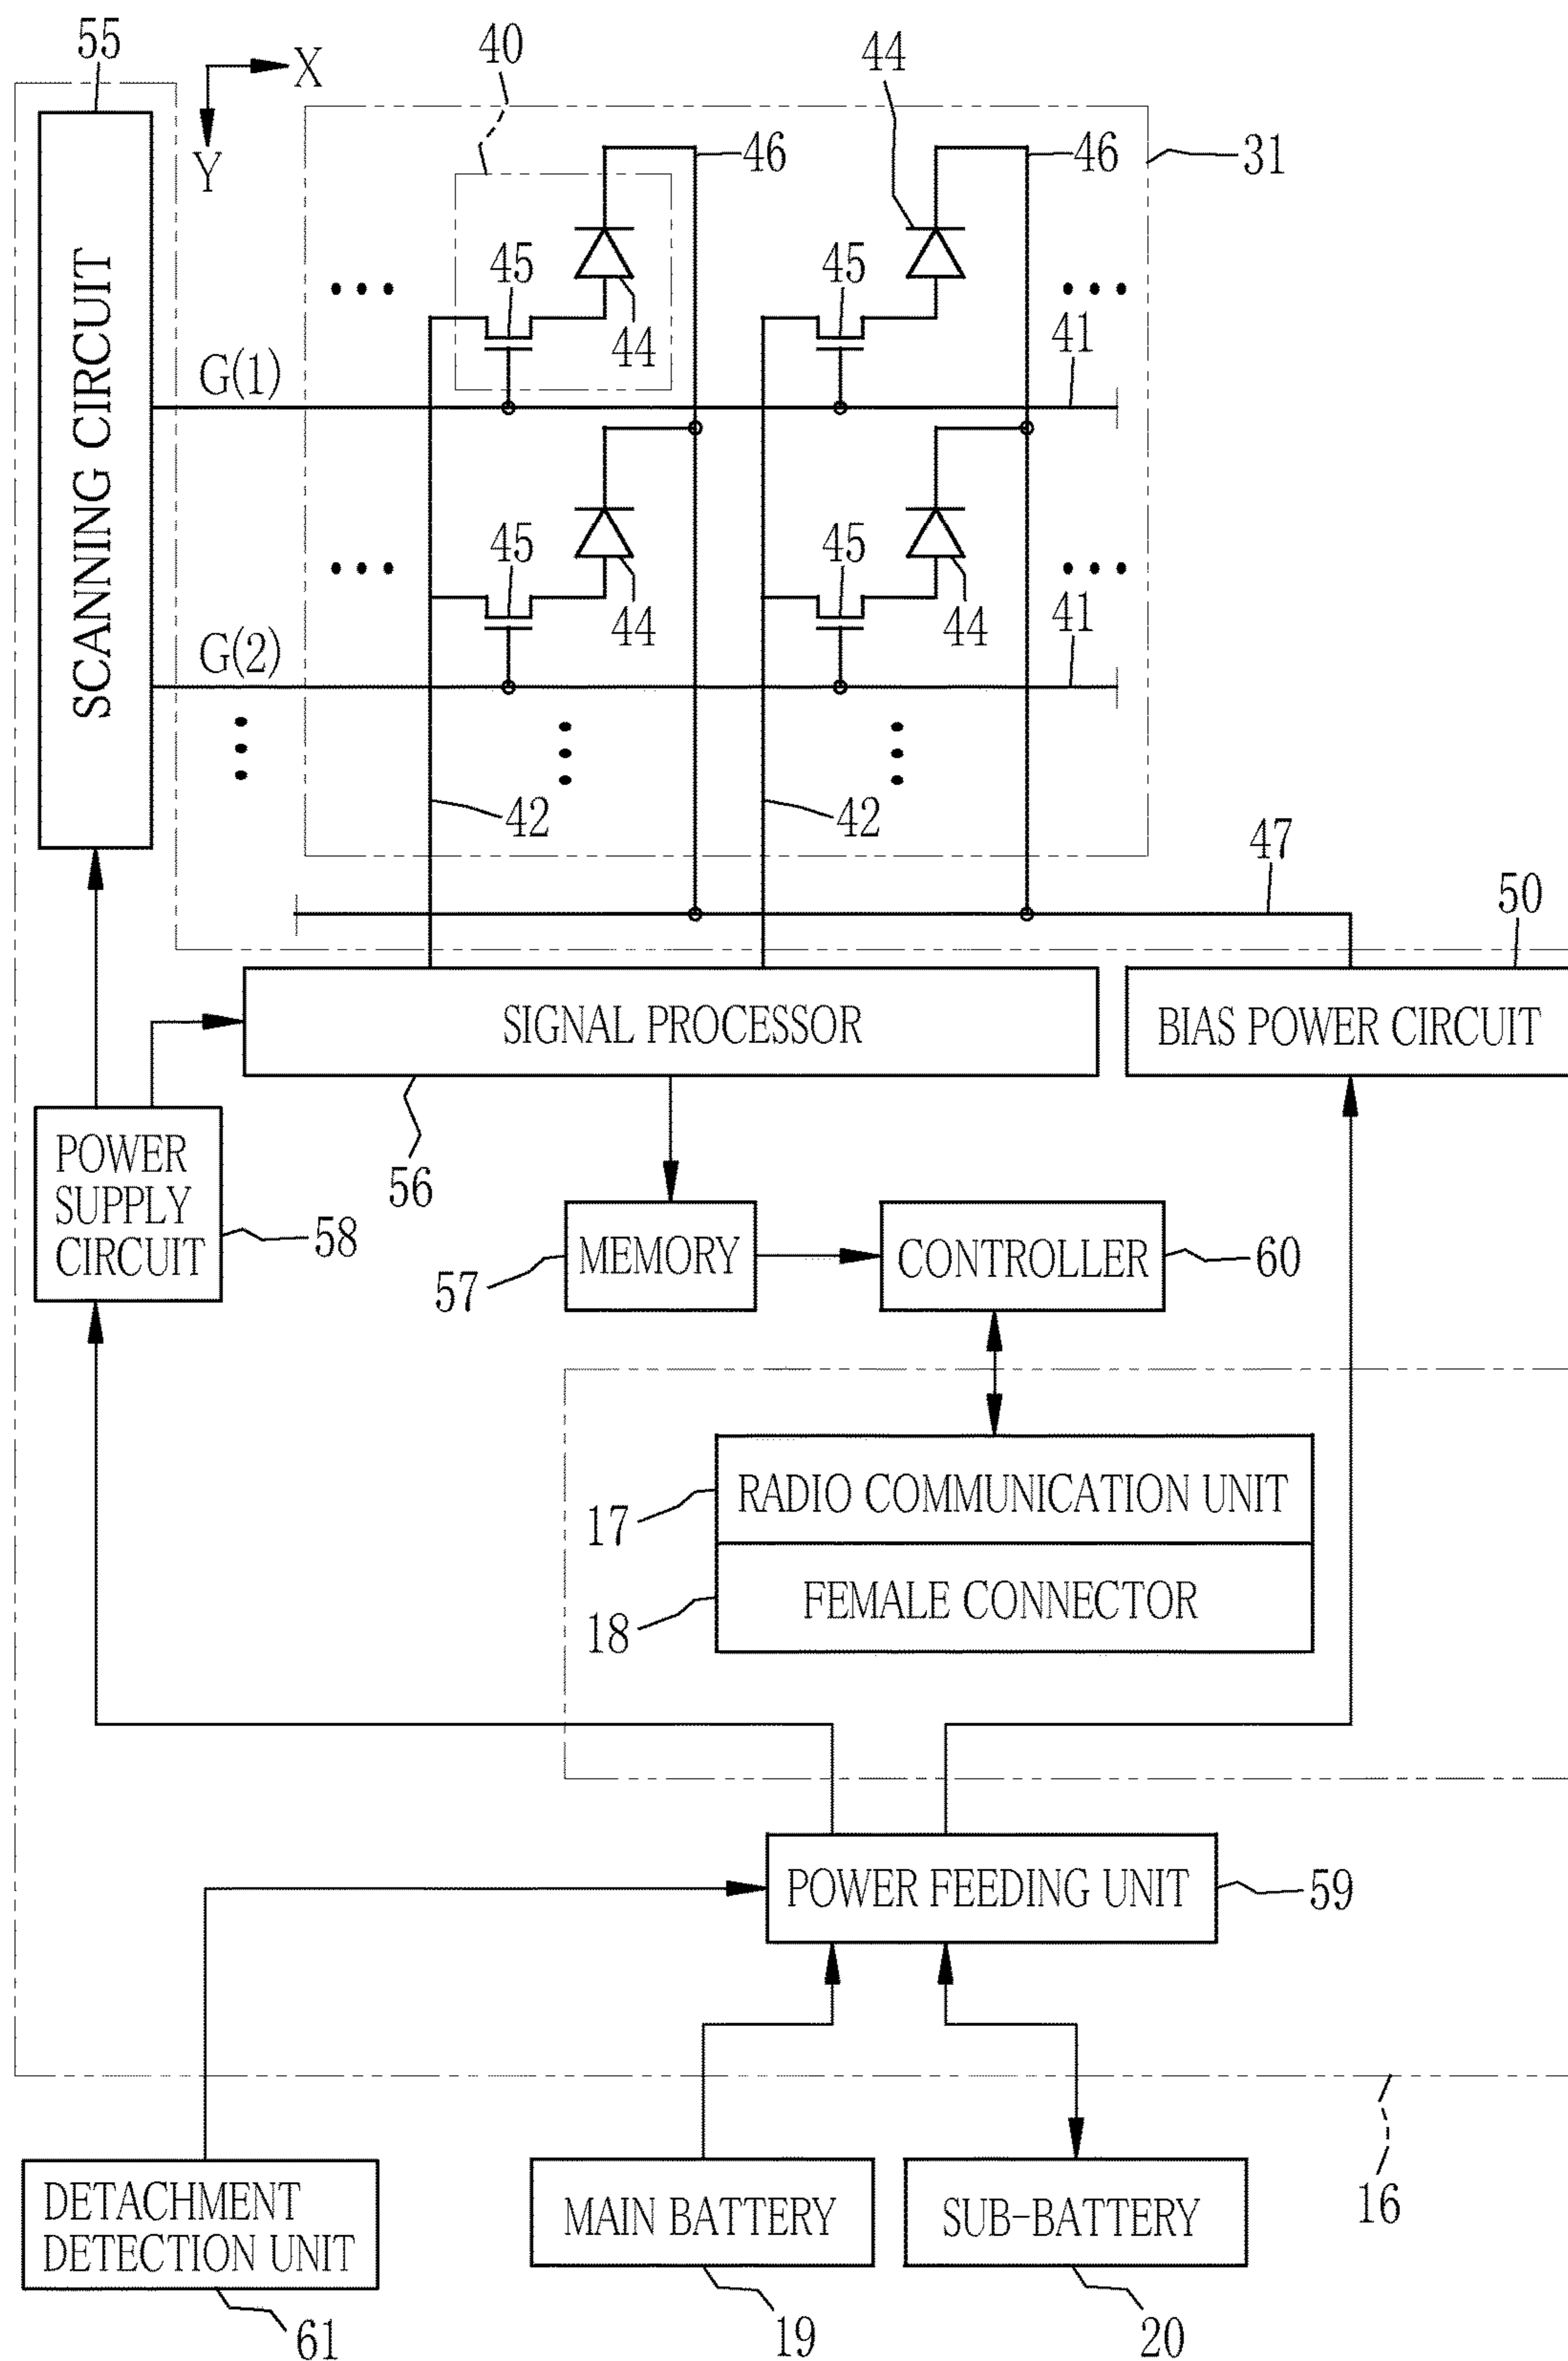 55
X
Y
40
44
46
46
31
45
44
45
41
G(1)
SCANNING CIRCUIT
45
44
45
44
41
G(2)
42
42
47
50
SIGNAL PROCESSOR
BIAS POWER CIRCUIT
POWER
SUPPLY
CIRCUIT
58
56
57
MEMORY
CONTROLLER
60
17
RADIO COMMUNICATION UNIT
18
FEMALE CONNECTOR
POWER FEEDING UNIT
59
DETACHMENT
DETECTION UNIT
61
MAIN BATTERY
19
SUB-BATTERY
20
16